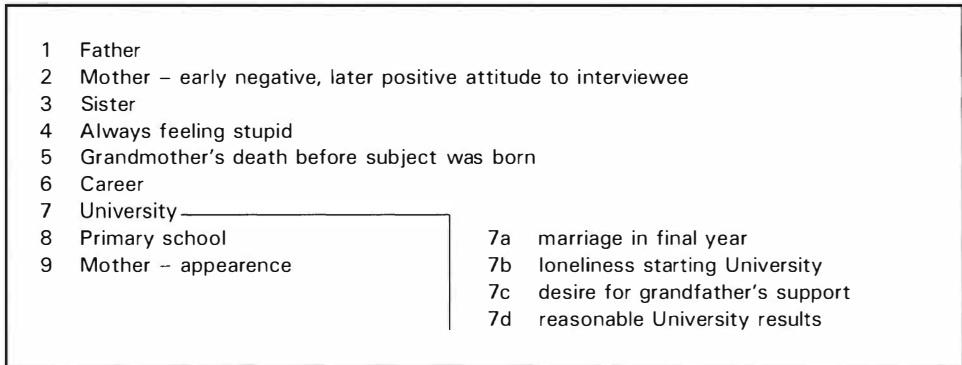 1 Father
2 Mother – early negative, later positive attitude to interviewee
3 Sister
4 Always feeling stupid
5 Grandmother's death before subject was born
6 Career
7 University
8 Primary school
9 Mother – appearence
7a marriage in final year
7b loneliness starting University
7c desire for grandfather's support
7d reasonable University results